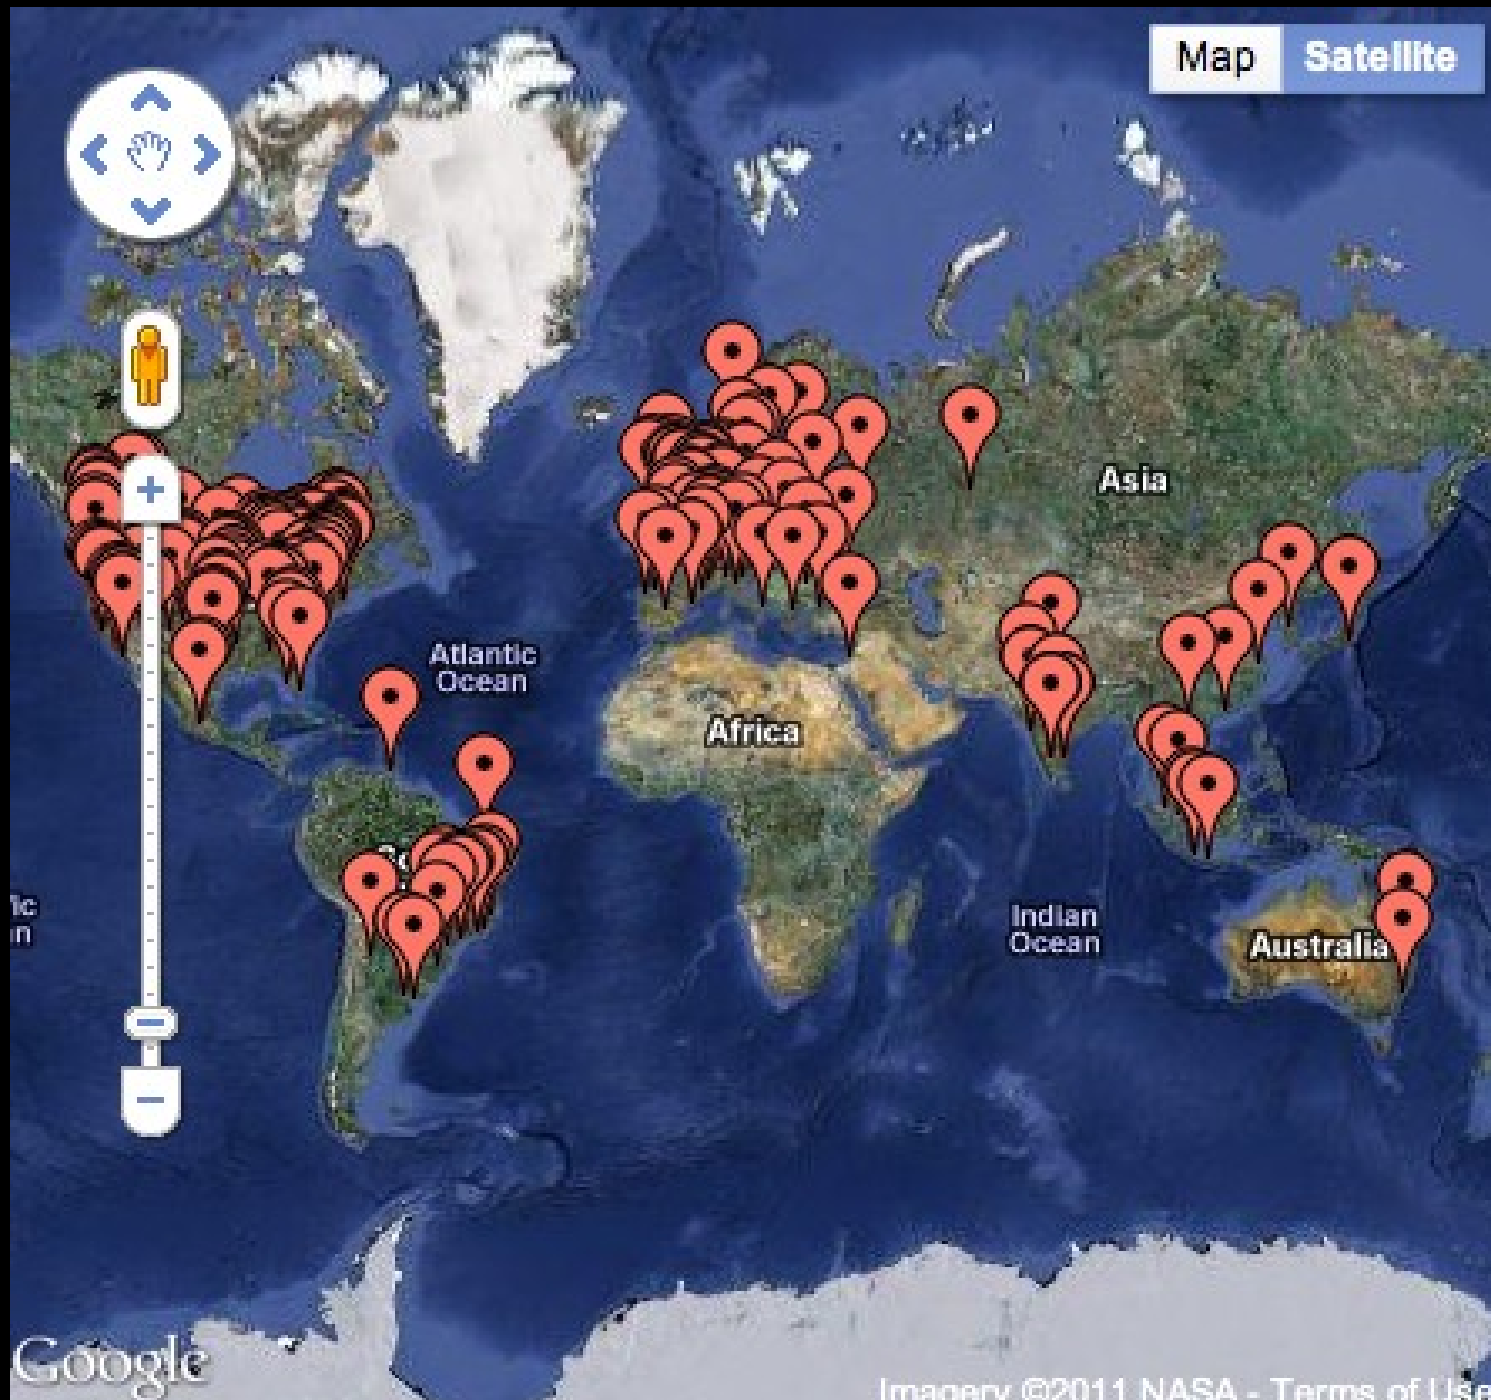 Map Satellite
Asia
Atlantic
Ocean
Africa
Indian
Ocean
Australia
Google
Imagery ©2011 NASA - Terms of Use